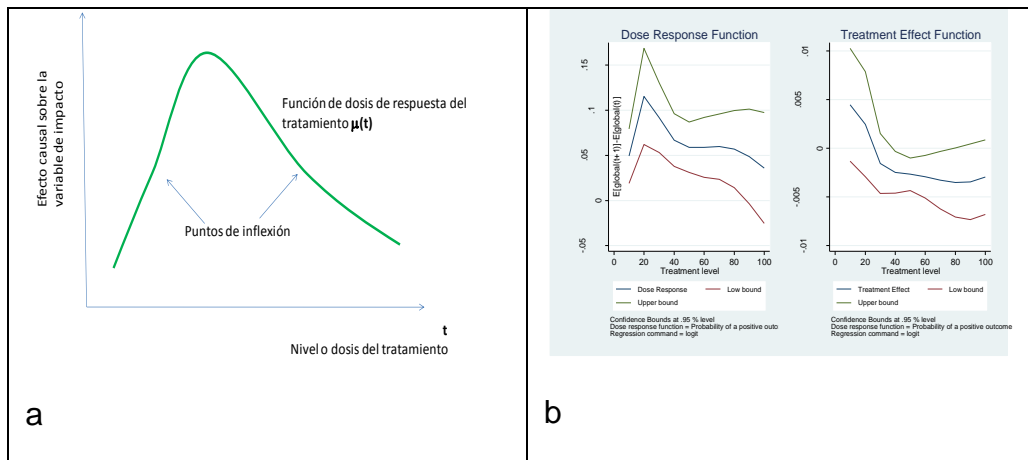 Efecto causal sobre la
variable de impacto
Función de dosis de respuesta del
tratamiento μ(t)
Puntos de inflexión
t
Nivel o dosis del tratamiento
a
Dose Response Function
E[global(t+1)]-E[global(t)]
.15
.1
.05
0
-.05
0 20 40 60 80 100
Treatment level
Dose Response
Low bound
Upper bound
Confidence Bounds at .95 % level
Dose response function = Probability of a positive outo
Regression command = logit
Treatment Effect Function
.01
.005
0
-.005
-.01
0 20 40 60 80 100
Treatment level
Treatment Effect
Low bound
Upper bound
Confidence Bounds at .95 % level
Dose response function = Probability of a positive outcome
Regression command = logit
b